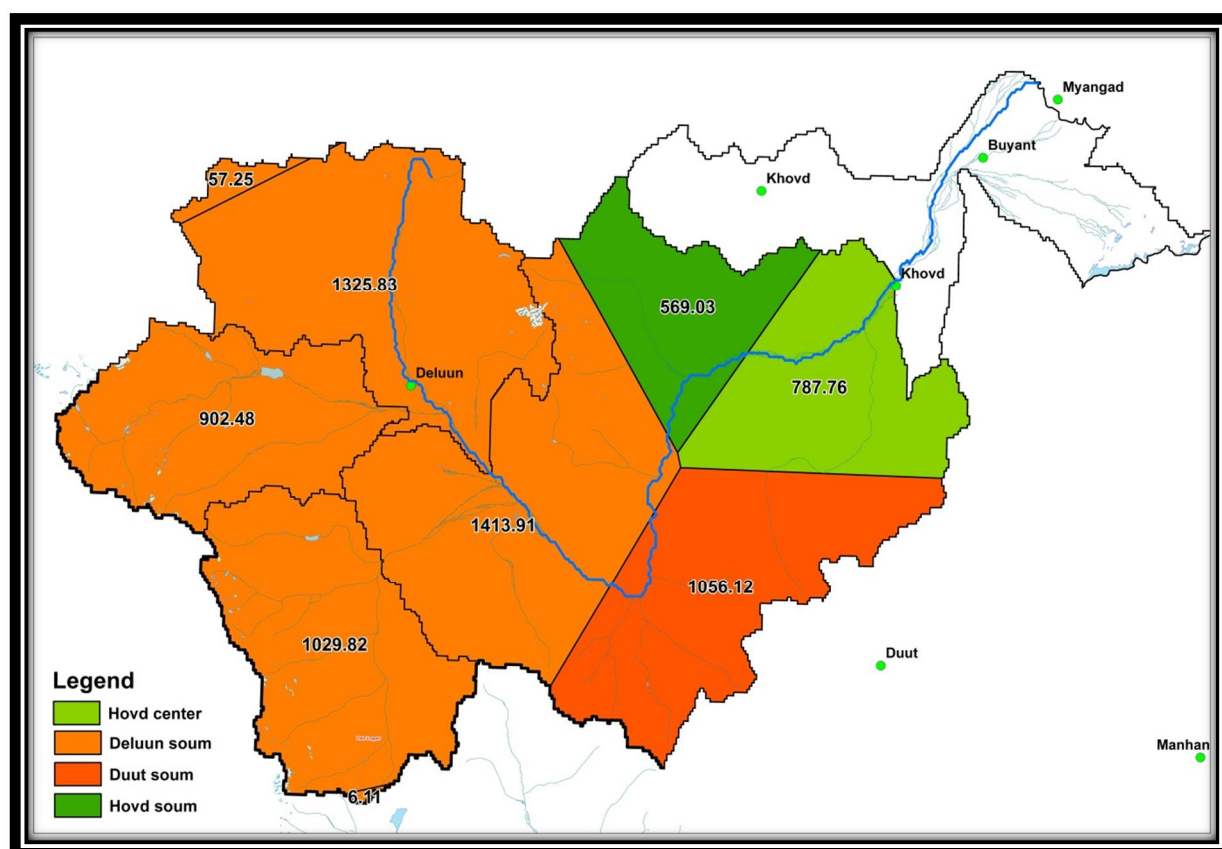 Myangad
Buyant
Khovd
57.25
Khovd
1325.83
569.03
Deluun
787.76
902.48
1413.91
1056.12
1029.82
Duut
Legend
Hovd center
Deluun soum
Manhan
Duut soum
6.11
Hovd soum